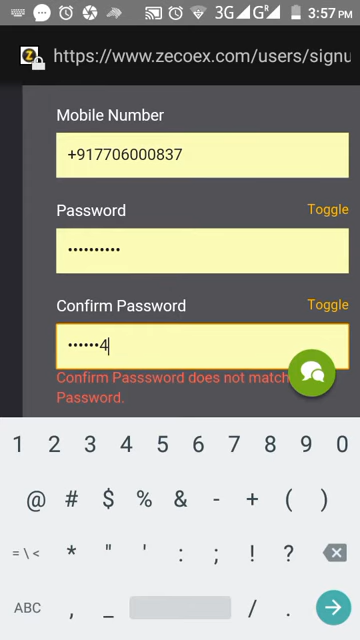 3G G R 3:57 PM
https://www.zecoex.com/users/signu
Mobile Number
+917706000837
Password Toggle
••••••••••
Confirm Password Toggle
••••••4
Confirm Passsword does not match
Password.
1 2 3 4 5 6 7 8 9 0
@ # $ % & - + ( )
= \ < * " ' : ; ! ?
ABC , _ / .